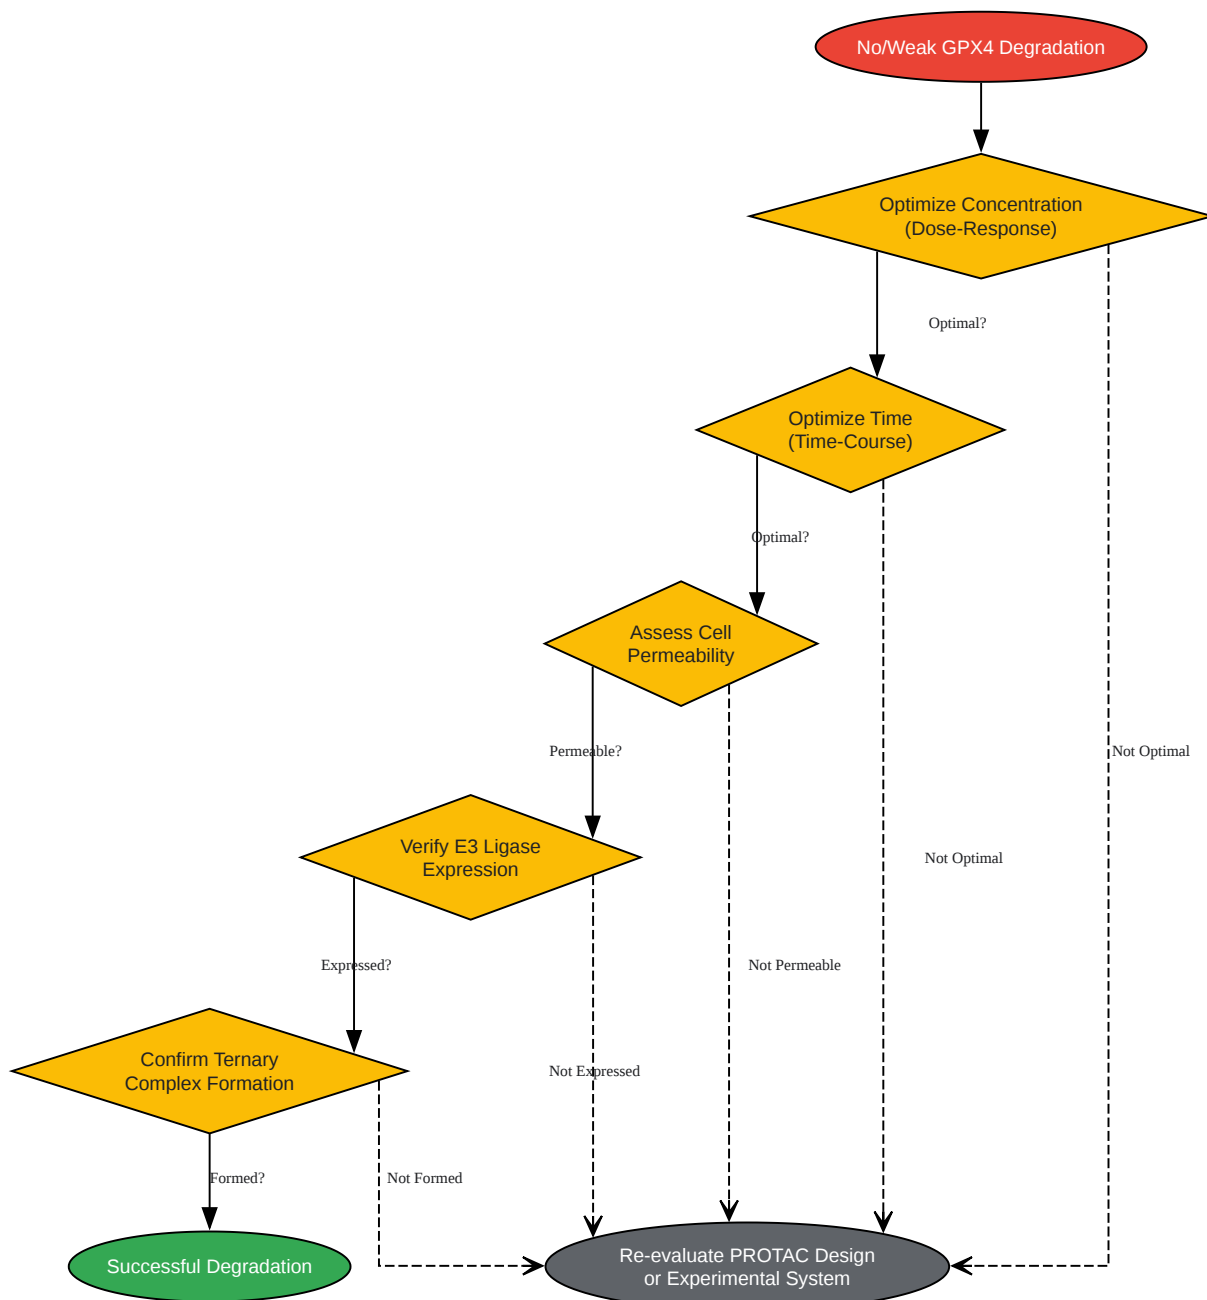 No/Weak GPX4 Degradation
Optimize Concentration
(Dose-Response)
Optimal?
Optimize Time
(Time-Course)
Optimal?
Assess Cell
Permeability
Permeable?
Not Optimal
Verify E3 Ligase
Expression
Not Optimal
Expressed?
Not Permeable
Confirm Ternary
Complex Formation
Not Expressed
Formed?
Not Formed
Successful Degradation
Re-evaluate PROTAC Design
or Experimental System